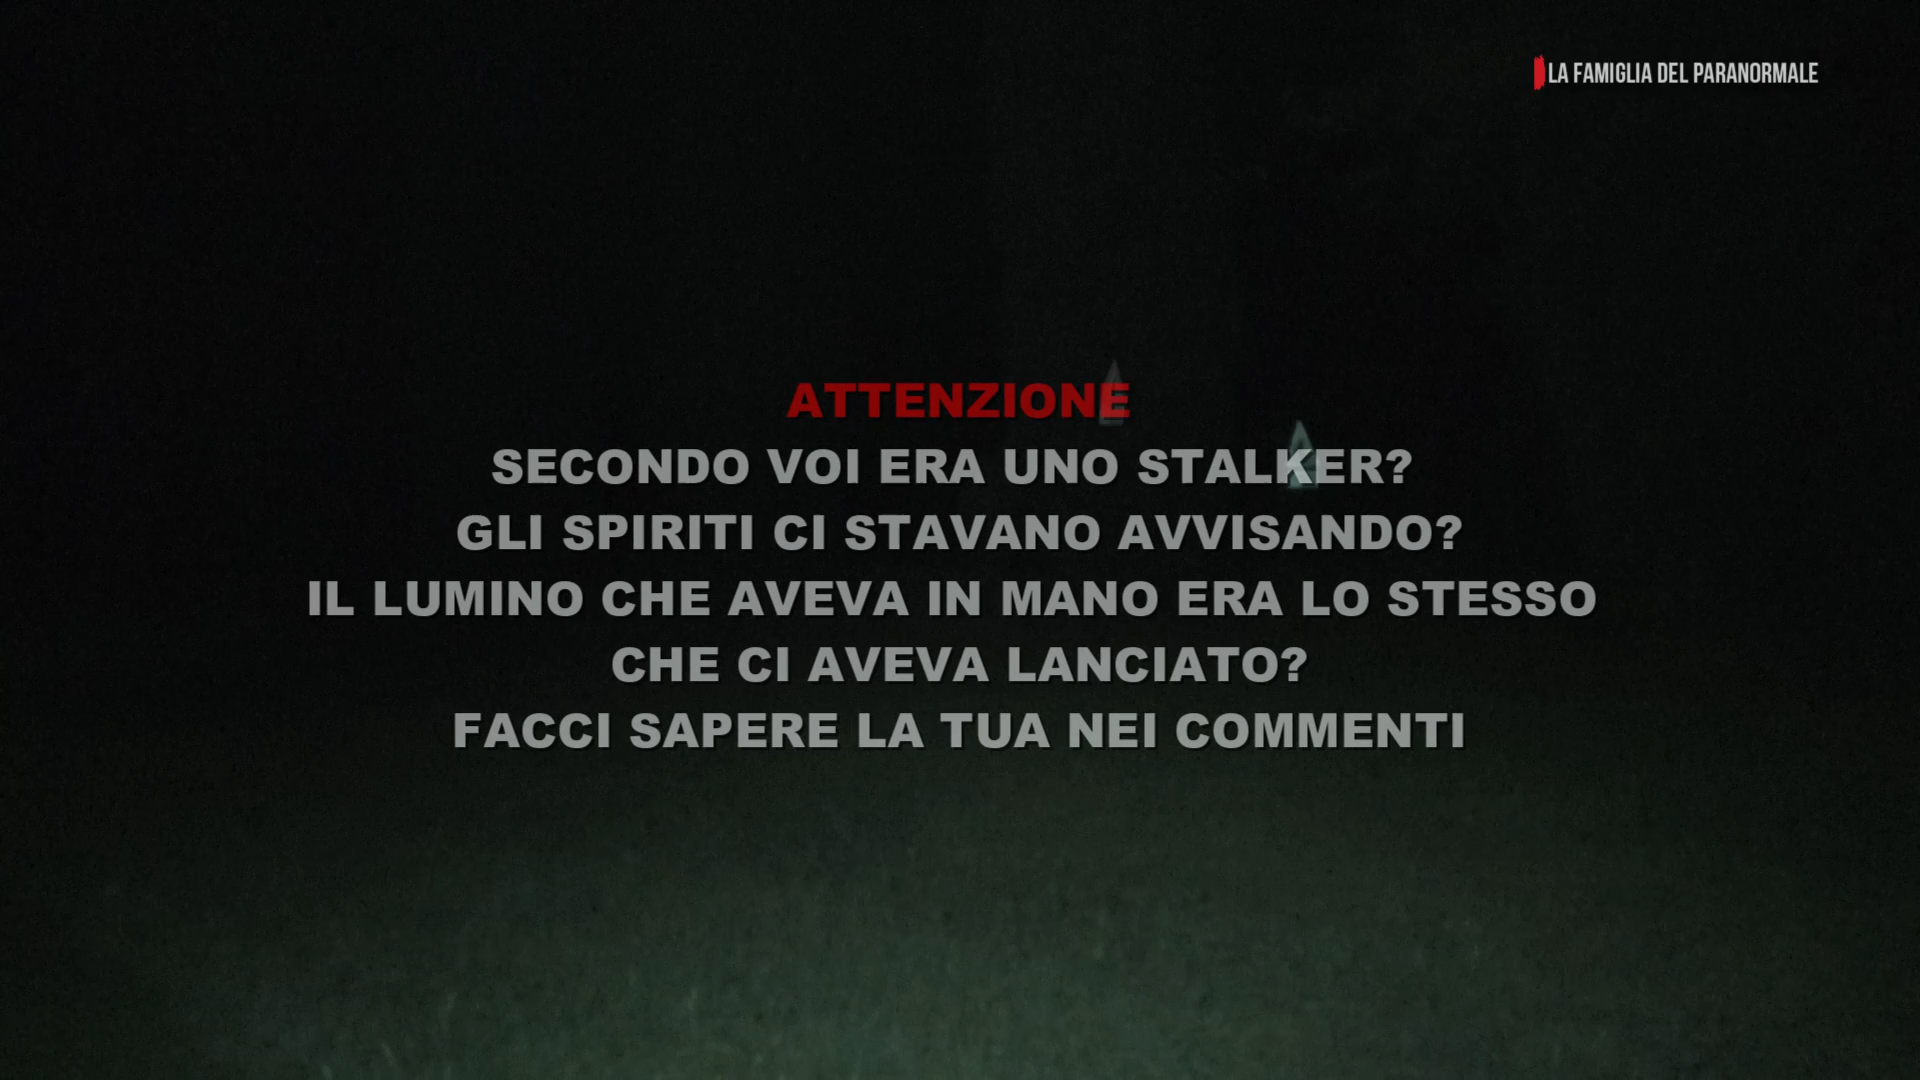 LA FAMIGLIA DEL PARANORMALE
ATTENZIONE
SECONDO VOI ERA UNO STALKER?
GLI SPIRITI CI STAVANO AVVISANDO?
IL LUMINO CHE AVEVA IN MANO ERA LO STESSO
CHE CI AVEVA LANCIATO?
FACCI SAPERE LA TUA NEI COMMENTI